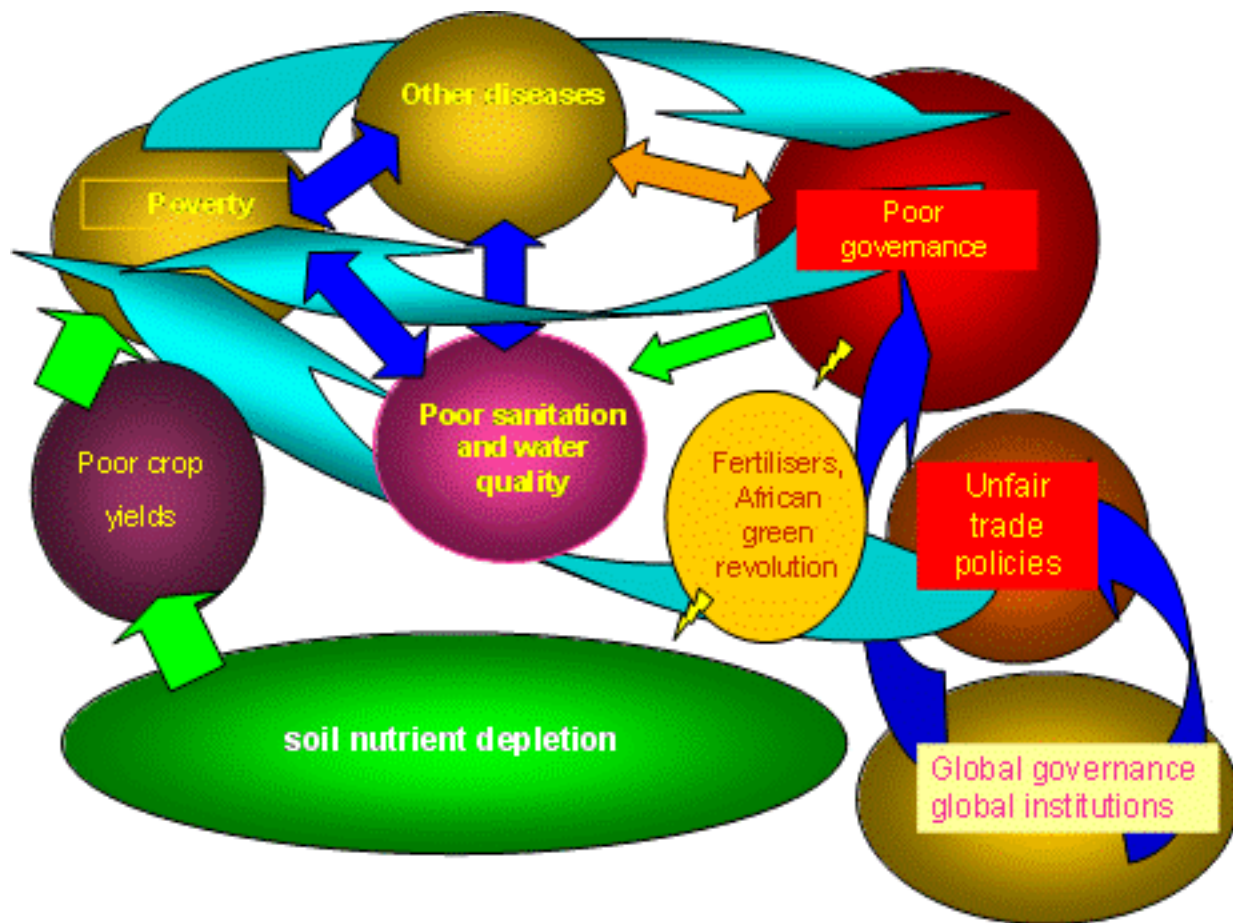 Other diseases
Poverty
Poor
governance
Poor sanitation
and water
quality
Poor crop
yields
Fertilisers,
African
green
revolution
Unfair
trade
policies
soil nutrient depletion
Global governance
global institutions